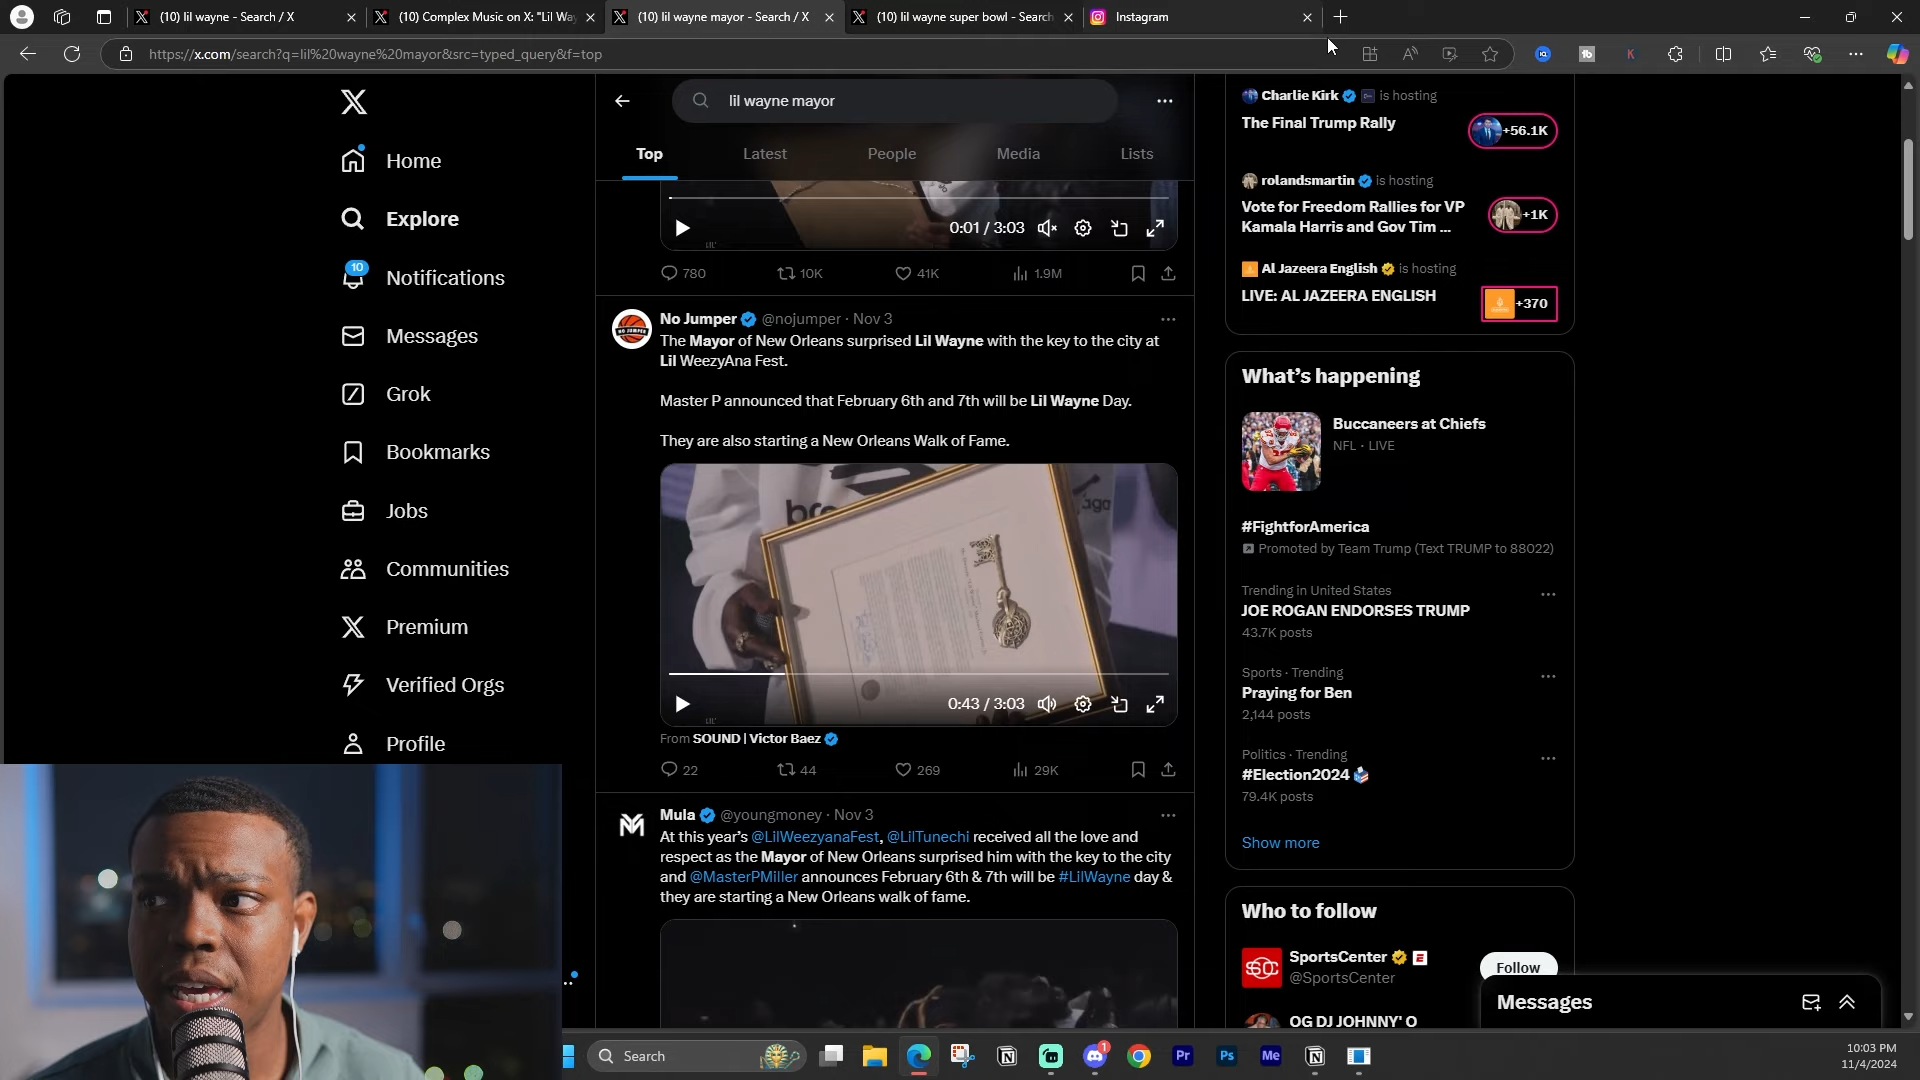 (10) lil wayne - Search / X
(10) Complex Music on X: "Lil Wa
(10) lil wayne mayor - Search / X
(10) lil wayne super bowl - Search
Instagram
https://x.com/search?q=lil%20wayne%20mayor&src=typed_query&f=top
lil wayne mayor
Top
Latest
People
Media
Lists
Home
Explore
10
Notifications
Messages
Grok
Bookmarks
Jobs
Communities
Premium
Verified Orgs
Profile
0:01 / 3:03
780
10K
41K
1.9M
No Jumper @nojumper · Nov 3
The Mayor of New Orleans surprised Lil Wayne with the key to the city at
Lil WeezyAna Fest.
Master P announced that February 6th and 7th will be Lil Wayne Day.
They are also starting a New Orleans Walk of Fame.
0:43 / 3:03
From SOUND | Victor Baez
22
44
269
29K
Mula @youngmoney · Nov 3
At this year's @LilWeezyanaFest, @LilTunechi received all the love and
respect as the Mayor of New Orleans surprised him with the key to the city
and @MasterPMiller announces February 6th & 7th will be #LilWayne day &
they are starting a New Orleans walk of fame.
Charlie Kirk is hosting
The Final Trump Rally
+56.1K
rolandsmartin is hosting
Vote for Freedom Rallies for VP
Kamala Harris and Gov Tim ...
+1K
Al Jazeera English is hosting
LIVE: AL JAZEERA ENGLISH
+370
What's happening
Buccaneers at Chiefs
NFL · LIVE
#FightforAmerica
Promoted by Team Trump (Text TRUMP to 88022)
Trending in United States
JOE ROGAN ENDORSES TRUMP
43.7K posts
Sports · Trending
Praying for Ben
2,144 posts
Politics · Trending
#Election2024
79.4K posts
Show more
Who to follow
SportsCenter
@SportsCenter
Follow
OG DJ JOHNNY' O
Messages
Search
1
Pr
Ps
Me
10:03 PM
11/4/2024